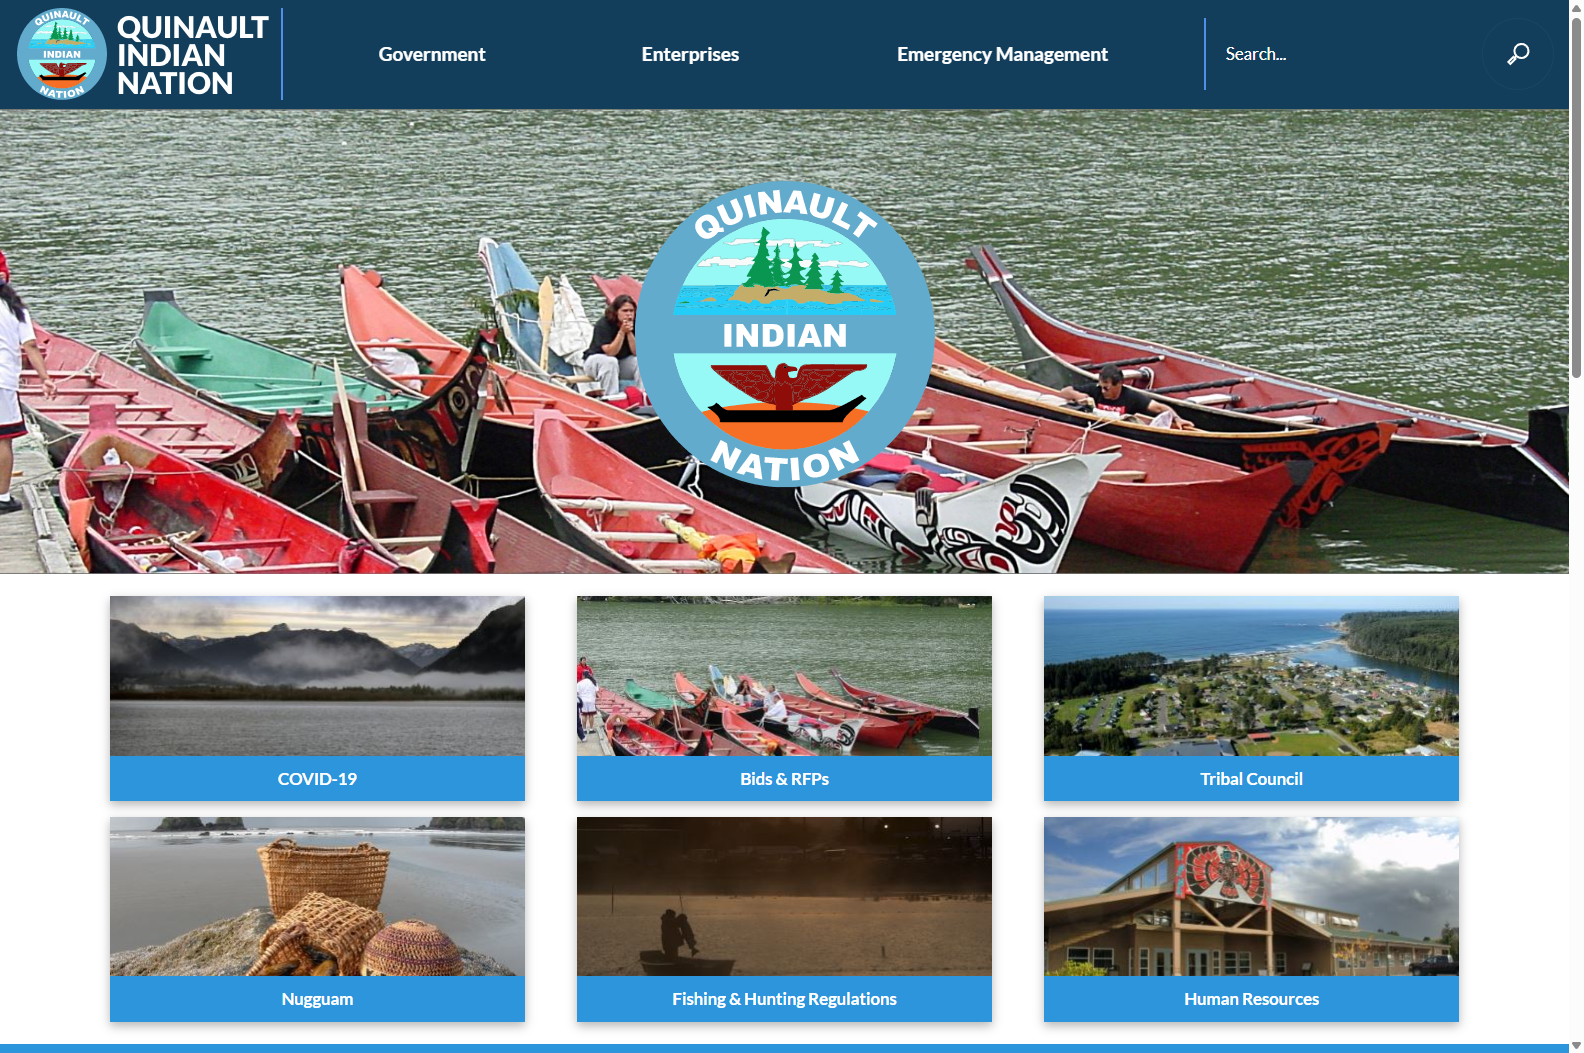 QUINAULT
INDIAN
NATION
QUINAULT
INDIAN
NATION
Government
Enterprises
Emergency Management
Search...
QUINAULT
INDIAN
NATION
COVID-19
Bids & RFPs
Tribal Council
Nugguam
Fishing & Hunting Regulations
Human Resources